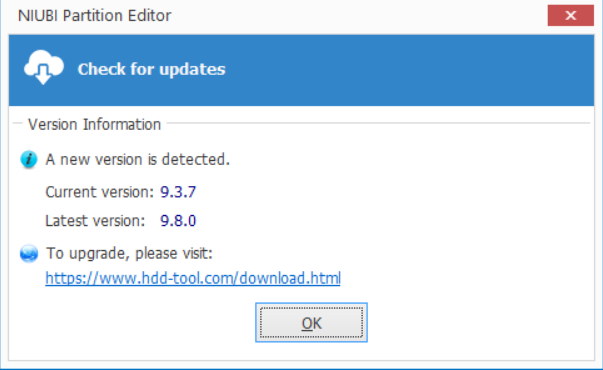 NIUBI Partition Editor
Check for updates
Version Information
A new version is detected.
Current version: 9.3.7
Latest version: 9.8.0
To upgrade, please visit:
https://www.hdd-tool.com/download.html
OK